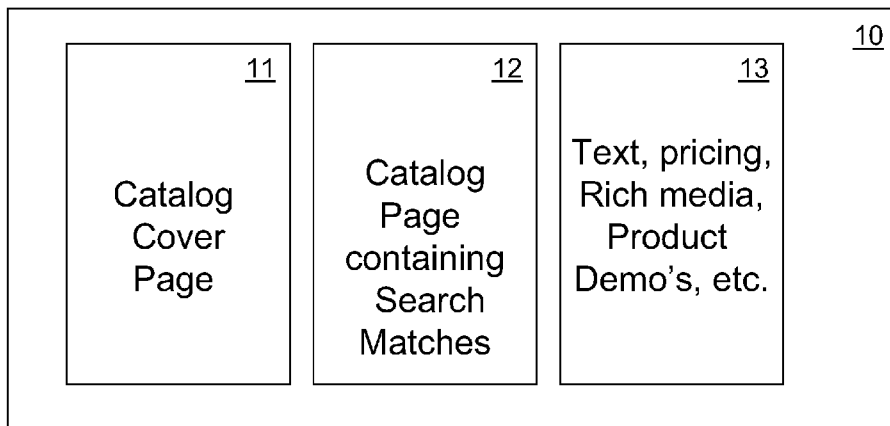 10
11
Catalog
Cover
Page
12
Catalog
Page
containing
Search
Matches
13
Text, pricing,
Rich media,
Product
Demo's, etc.